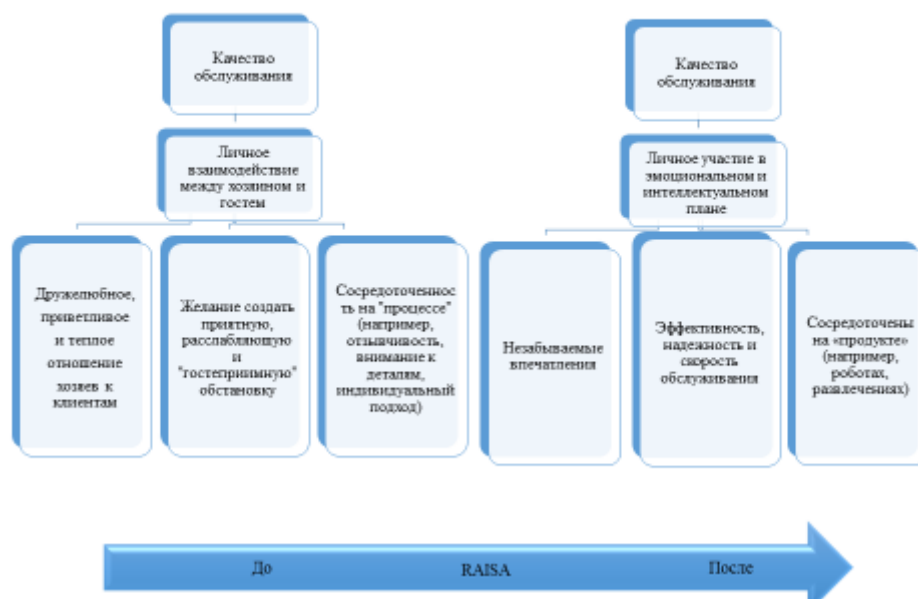 Качество
обслуживания
Личное
взаимодействие
между хозяином и
гостем
Дружелюбное,
приветливое
и теплое
отношение
хозяев к
клиентам
Желание создать
приятную,
расслабляющую
и
"гостеприимную"
обстановку
Сосредоточеннос
ть на "процессе"
(например,
отзывчивость,
внимание к
деталям,
индивидуальный
подход)
Качество
обслуживания
Личное участие в
эмоциональном и
интеллектуальном
плане
Незабываемые
впечатления
Эффективность,
надежность и
скорость
обслуживания
Сосредоточены
на «продукте»
(например,
роботах,
развлечениях)
До RAISA После